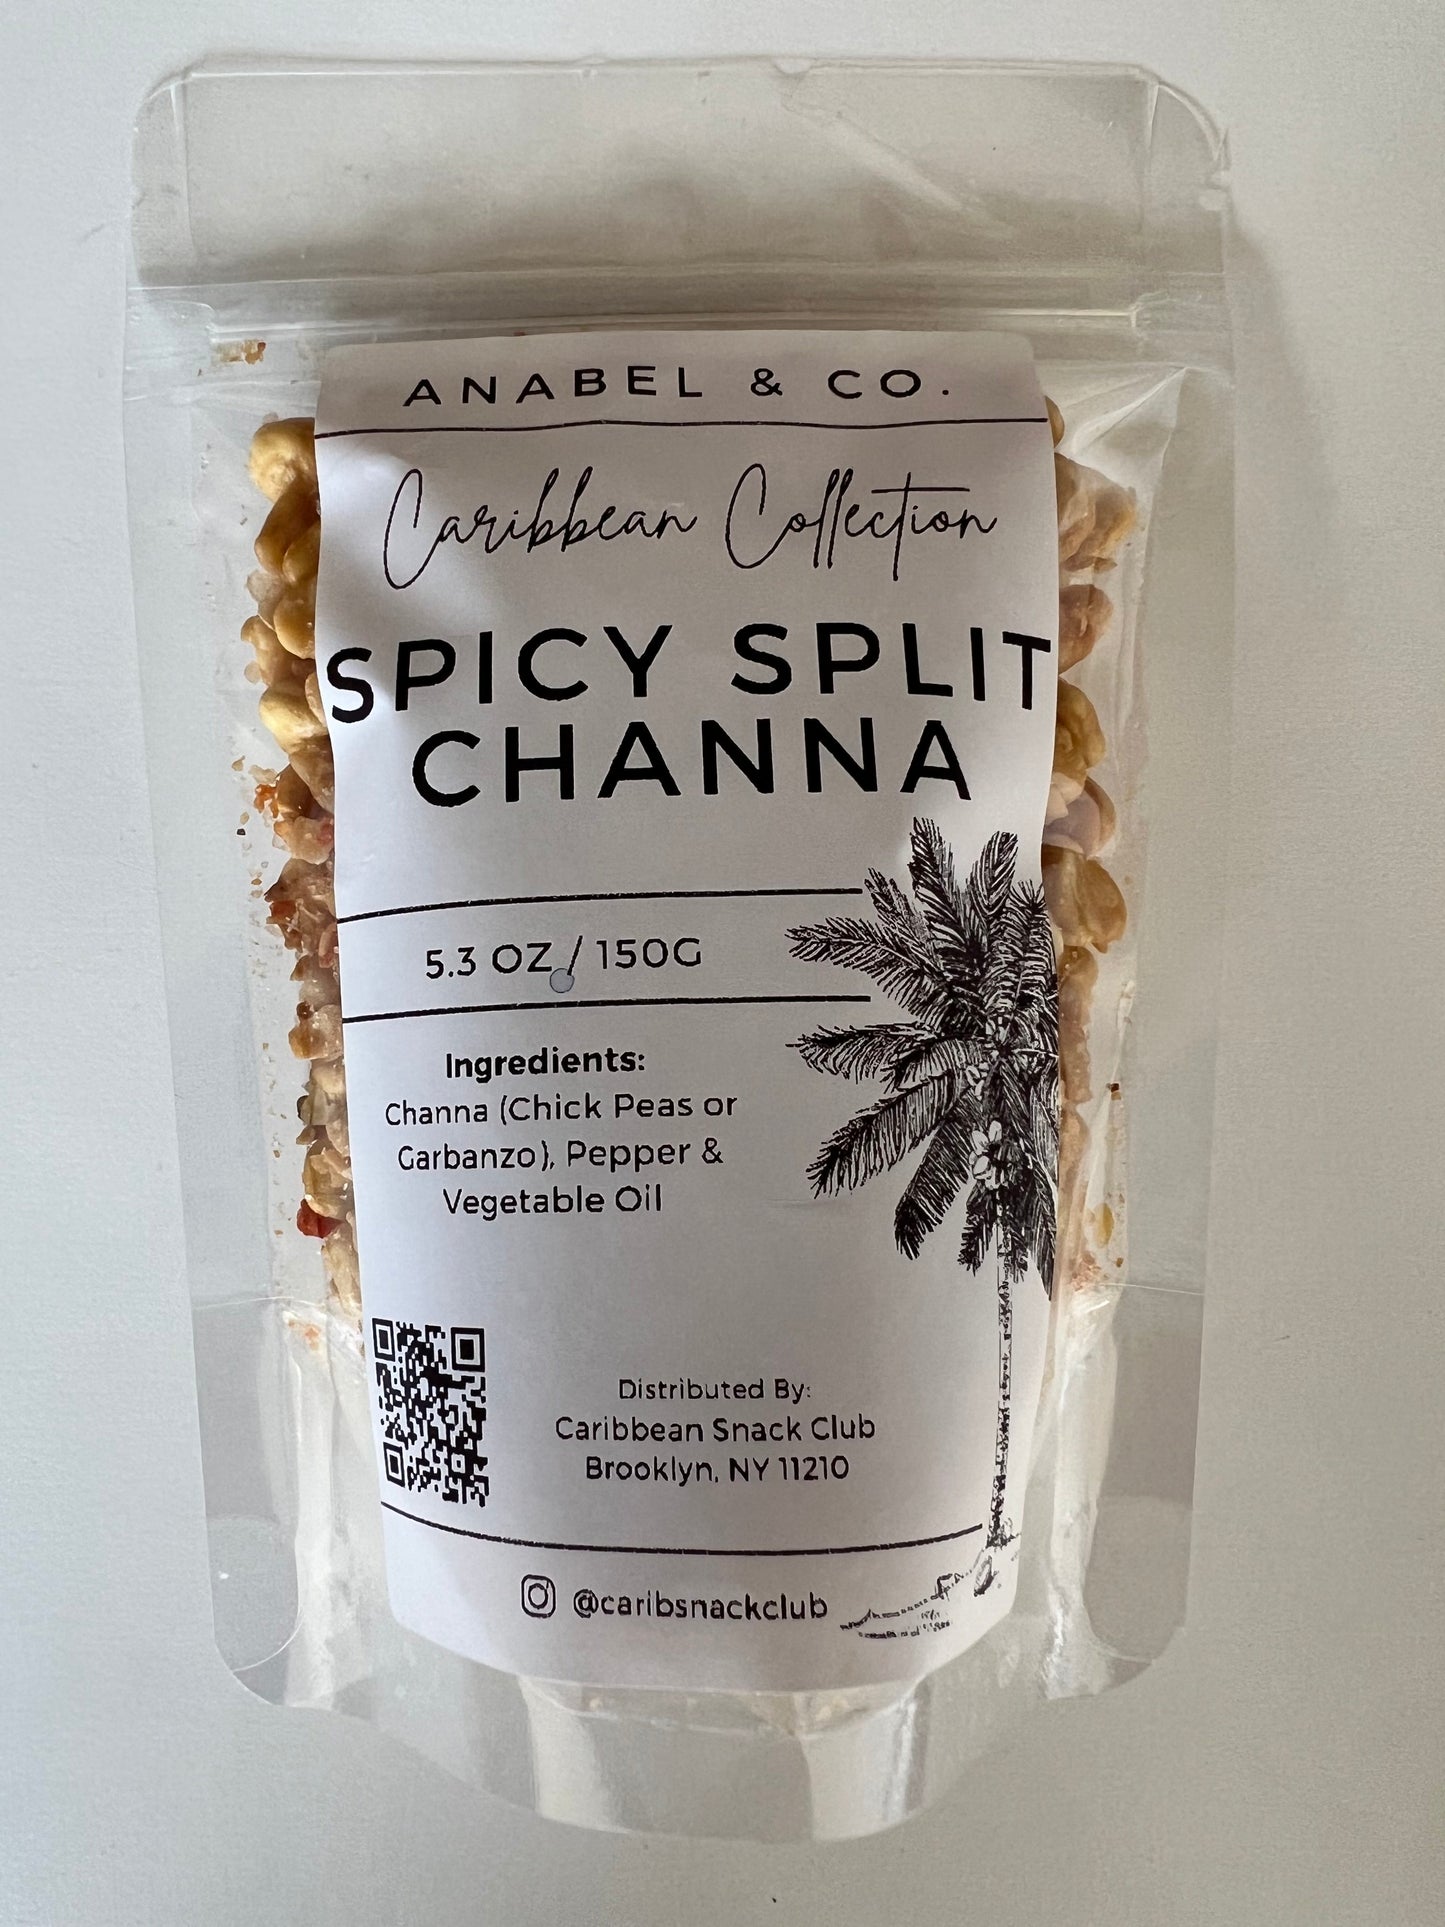 ANABEL & CO.
Caribbean Collection
SPICY SPLIT
CHANNA
5.3 OZ / 150G
Ingredients:
Channa (Chick Peas or
Garbanzo), Pepper &
Vegetable Oil
Distributed By:
Caribbean Snack Club
Brooklyn, NY 11210
@caribsnackclub